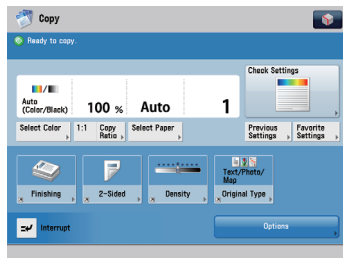 Copy
Ready to copy.
Check Settings
Auto
(Color/Black)
100 %
Auto
1
Select Color
1:1
Copy
Ratio
Select Paper
Previous
Settings
Favorite
Settings
Finishing
2-Sided
Density
Text/Photo/
Map
Original Type
Interrupt
Options